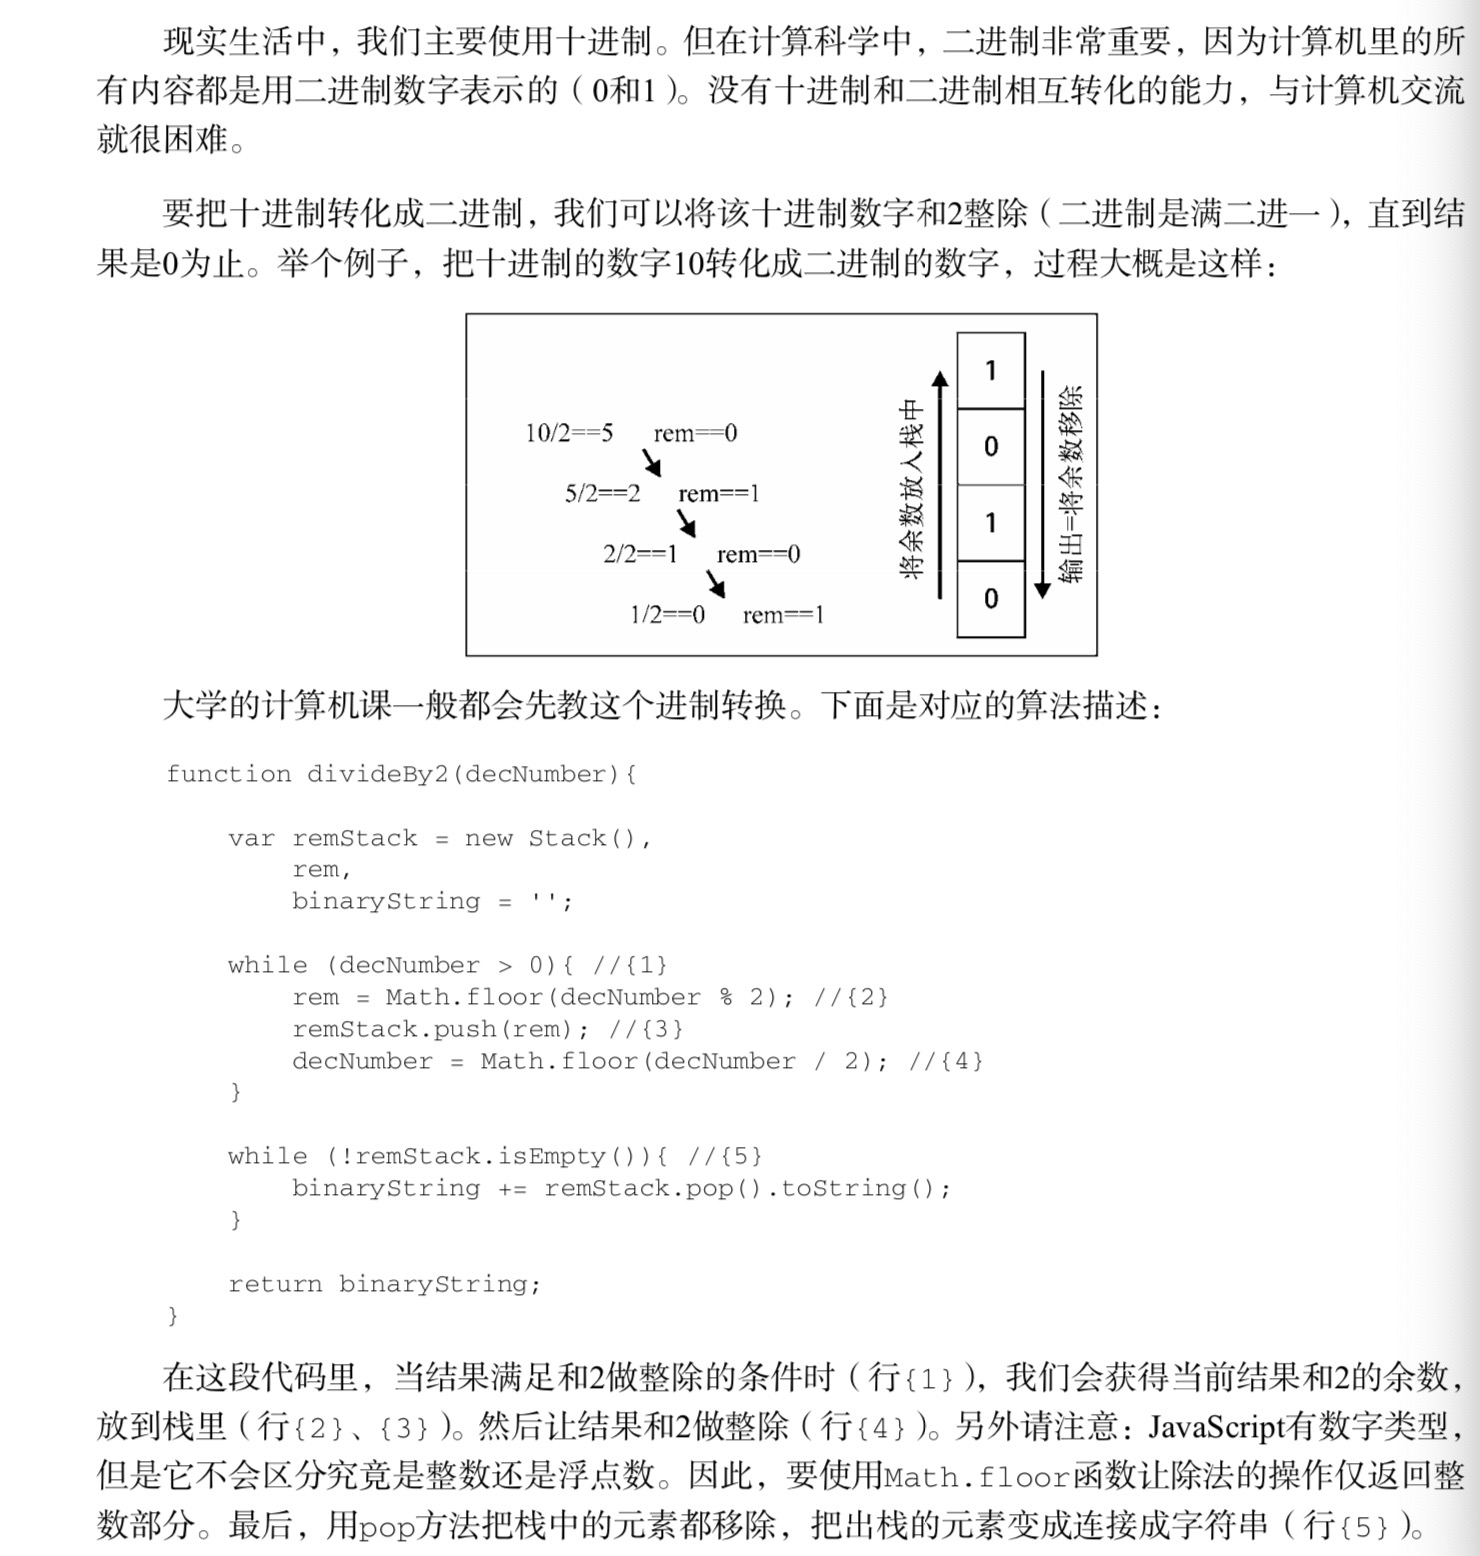 现实生活中，我们主要使用十进制。但在计算科学中，二进制非常重要，因为计算机里的所
有内容都是用二进制数字表示的（0和1）。没有十进制和二进制相互转化的能力，与计算机交流
就很困难。
要把十进制转化成二进制，我们可以将该十进制数字和2整除（二进制是满二进一），直到结
果是0为止。举个例子，把十进制的数字10转化成二进制的数字，过程大概是这样：
10/2==5 rem==0
5/2==2 rem==1
2/2==1 rem==0
1/2==0 rem==1
将余数放入栈中
1
0
1
0
输出=将余数移除
大学的计算机课一般都会先教这个进制转换。下面是对应的算法描述：
function divideBy2(decNumber){
var remStack = new Stack(),
rem,
binaryString = '';
while (decNumber > 0){ //{1}
rem = Math.floor(decNumber % 2); //{2}
remStack.push(rem); //{3}
decNumber = Math.floor(decNumber / 2); //{4}
}
while (!remStack.isEmpty()){ //{5}
binaryString += remStack.pop().toString();
}
return binaryString;
}
在这段代码里，当结果满足和2做整除的条件时（行{1}），我们会获得当前结果和2的余数，
放到栈里（行{2}、{3}）。然后让结果和2做整除（行{4}）。另外请注意：JavaScript有数字类型，
但是它不会区分究竟是整数还是浮点数。因此，要使用Math.floor函数让除法的操作仅返回整
数部分。最后，用pop方法把栈中的元素都移除，把出栈的元素变成连接成字符串（行{5}）。